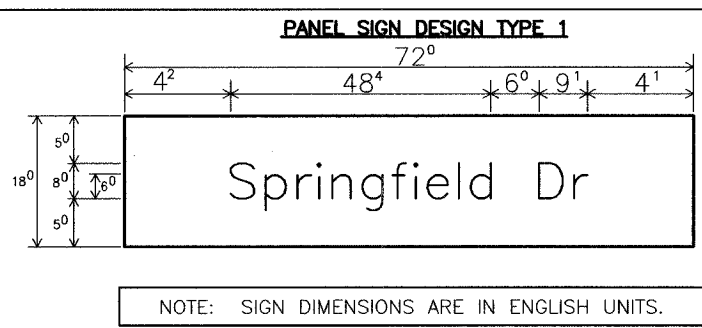 PANEL SIGN DESIGN TYPE 1
72⁰
4² 48⁴ 6⁰ 9¹ 4¹
5⁰
18⁰ 8⁰ 6⁰
5⁰
Springfield Dr
NOTE: SIGN DIMENSIONS ARE IN ENGLISH UNITS.